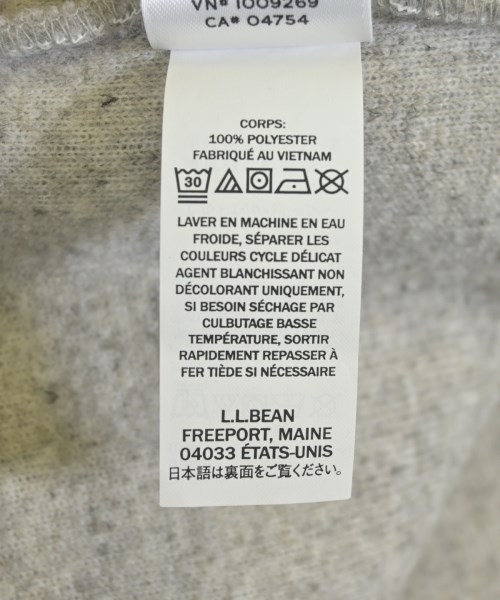 VN# 1009269
CA# 04754
CORPS:
100% POLYESTER
FABRIQUÉ AU VIETNAM
30
LAVER EN MACHINE EN EAU
FROIDE, SÉPARER LES
COULEURS CYCLE DÉLICAT
AGENT BLANCHISSANT NON
DÉCOLORANT UNIQUEMENT,
SI BESOIN SÉCHAGE PAR
CULBUTAGE BASSE
TEMPÉRATURE, SORTIR
RAPIDEMENT REPASSER À
FER TIÈDE SI NÉCESSAIRE
L.L.BEAN
FREEPORT, MAINE
04033 ÉTATS-UNIS
日本語は裏面をご覧ください。